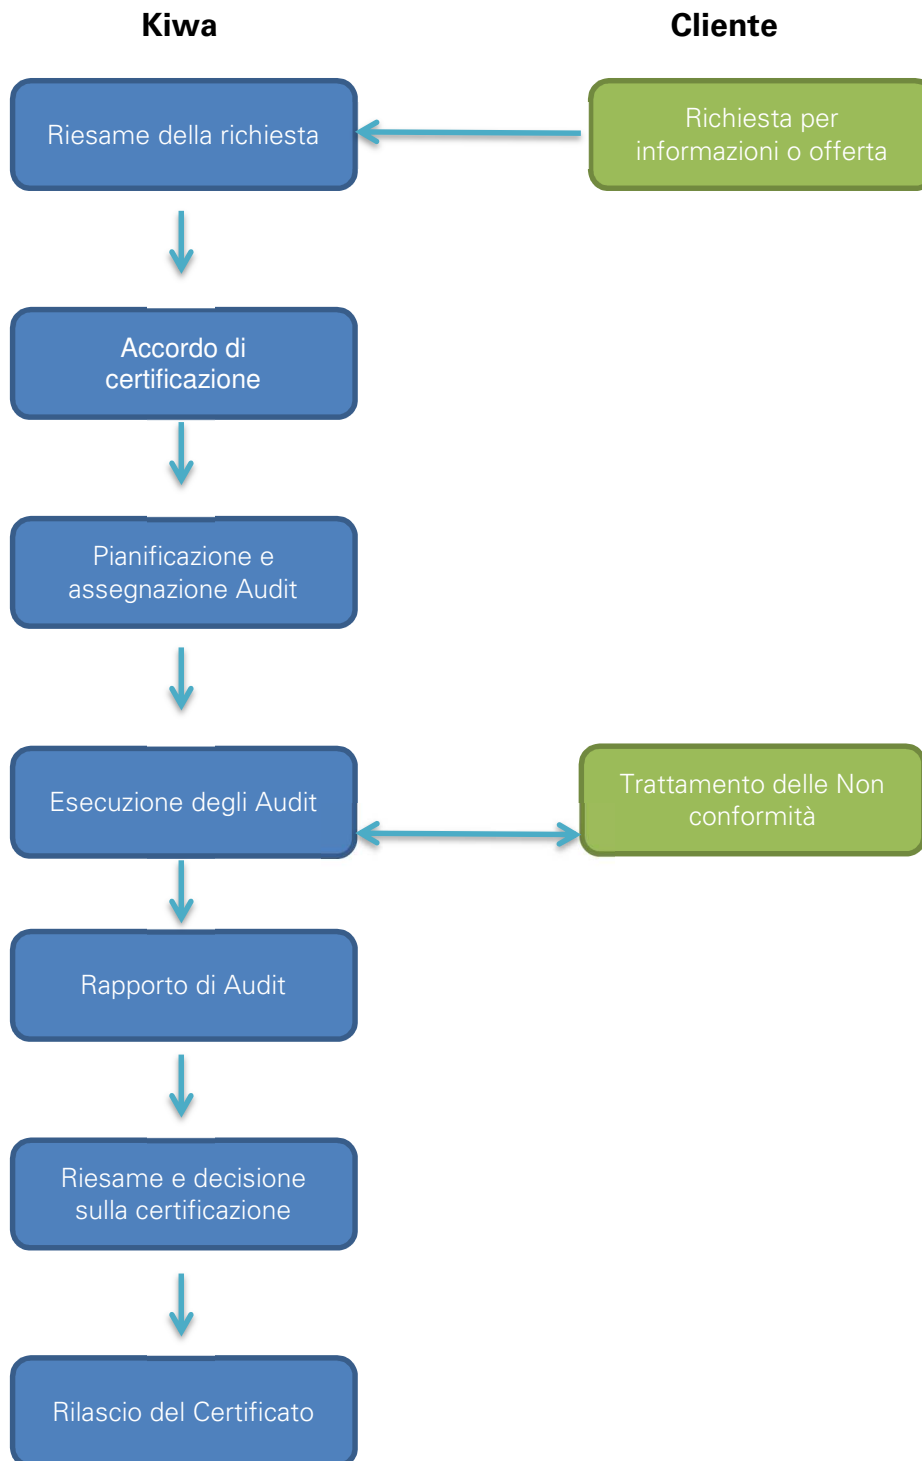 Kiwa
Cliente
Riesame della richiesta
Richiesta per
informazioni o offerta
Accordo di
certificazione
Pianificazione e
assegnazione Audit
Esecuzione degli Audit
Trattamento delle Non
conformità
Rapporto di Audit
Riesame e decisione
sulla certificazione
Rilascio del Certificato